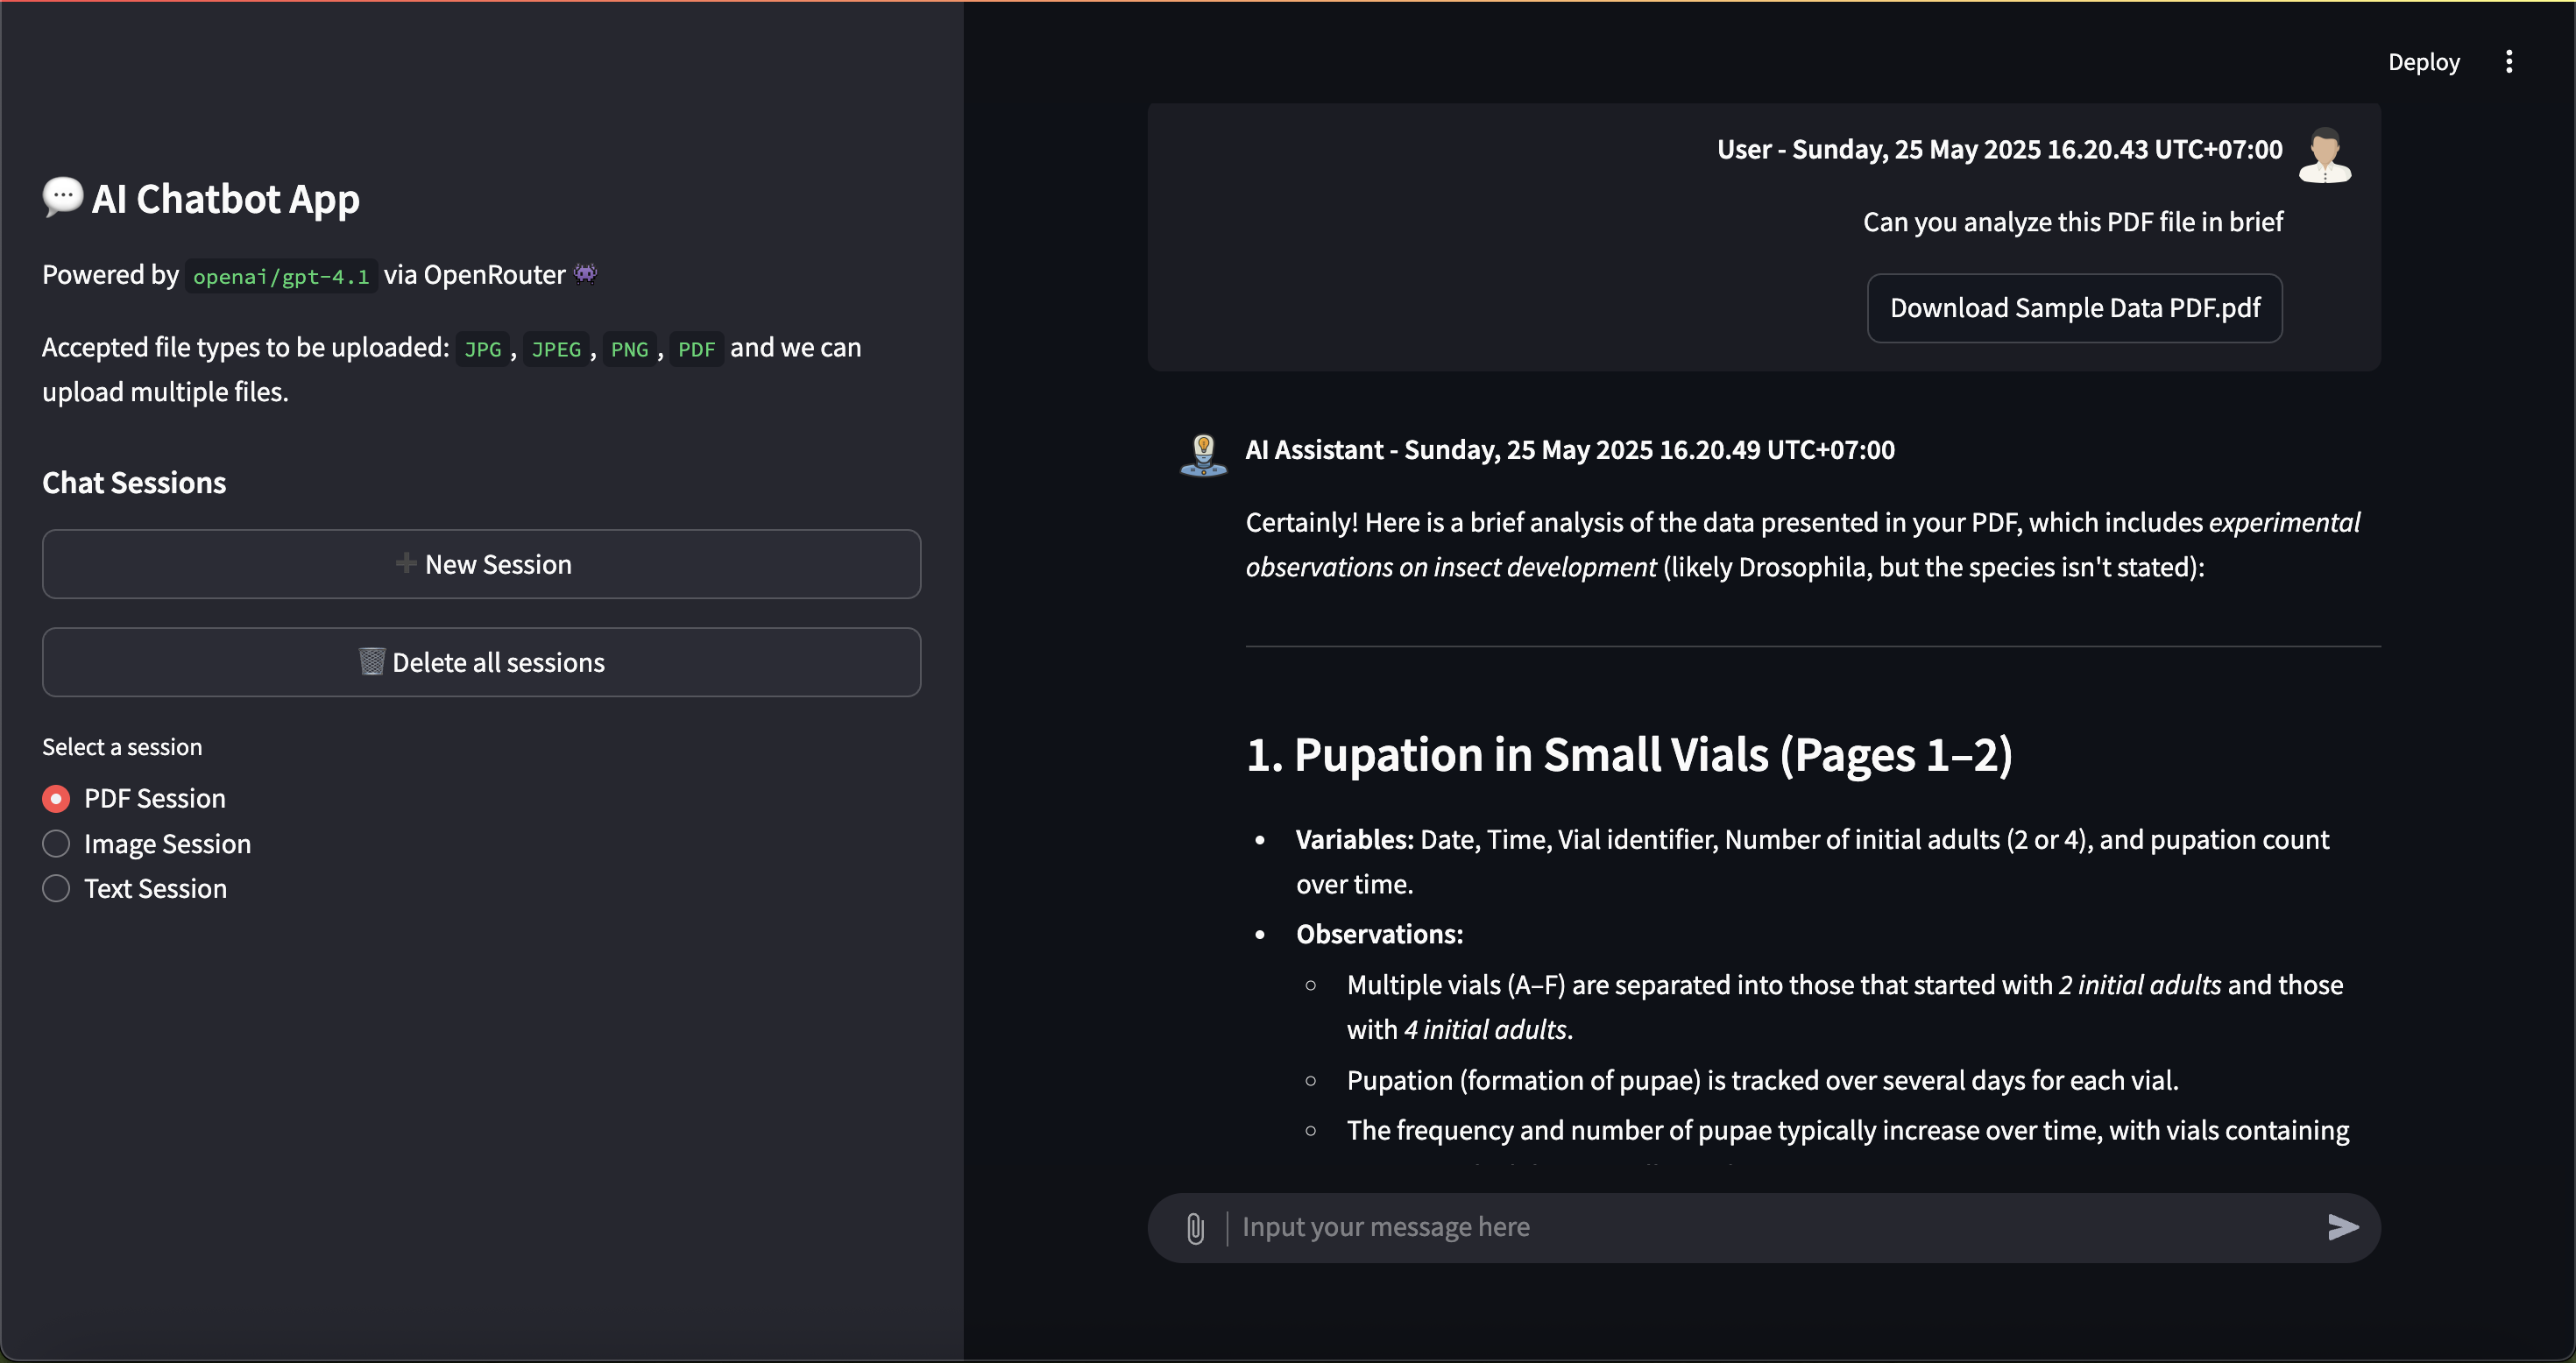 Deploy
💬 AI Chatbot App
Powered by openai/gpt-4.1 via OpenRouter 👾
Accepted file types to be uploaded: JPG, JPEG, PNG, PDF and we can
upload multiple files.
Chat Sessions
➕ New Session
🗑️ Delete all sessions
Select a session
PDF Session
Image Session
Text Session
User - Sunday, 25 May 2025 16.20.43 UTC+07:00
Can you analyze this PDF file in brief
Download Sample Data PDF.pdf
AI Assistant - Sunday, 25 May 2025 16.20.49 UTC+07:00
Certainly! Here is a brief analysis of the data presented in your PDF, which includes experimental
observations on insect development (likely Drosophila, but the species isn't stated):
1. Pupation in Small Vials (Pages 1–2)
• Variables: Date, Time, Vial identifier, Number of initial adults (2 or 4), and pupation count
over time.
• Observations:
◦ Multiple vials (A–F) are separated into those that started with 2 initial adults and those
with 4 initial adults.
◦ Pupation (formation of pupae) is tracked over several days for each vial.
◦ The frequency and number of pupae typically increase over time, with vials containing
Input your message here